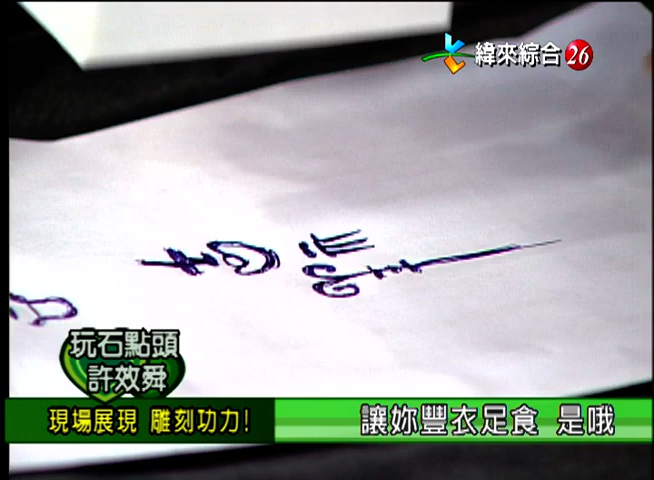 緯來綜合 26
玩石點頭
許效舜
現場展現 雕刻功力!
讓妳豐衣足食 是哦